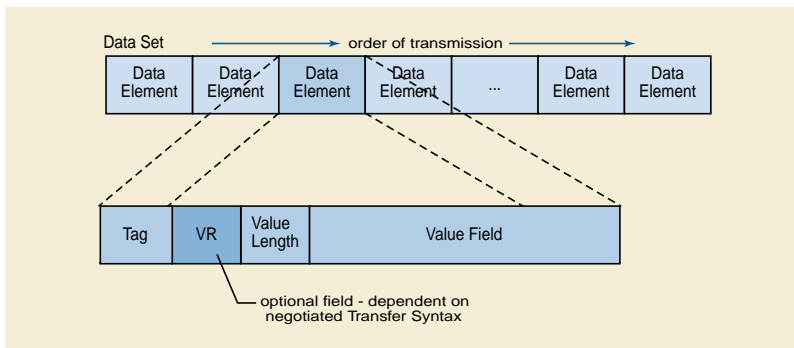 Data Set
order of transmission
Data Element
Data Element
Data Element
Data Element
...
Data Element
Data Element
Tag
VR
Value Length
Value Field
optional field - dependent on
negotiated Transfer Syntax